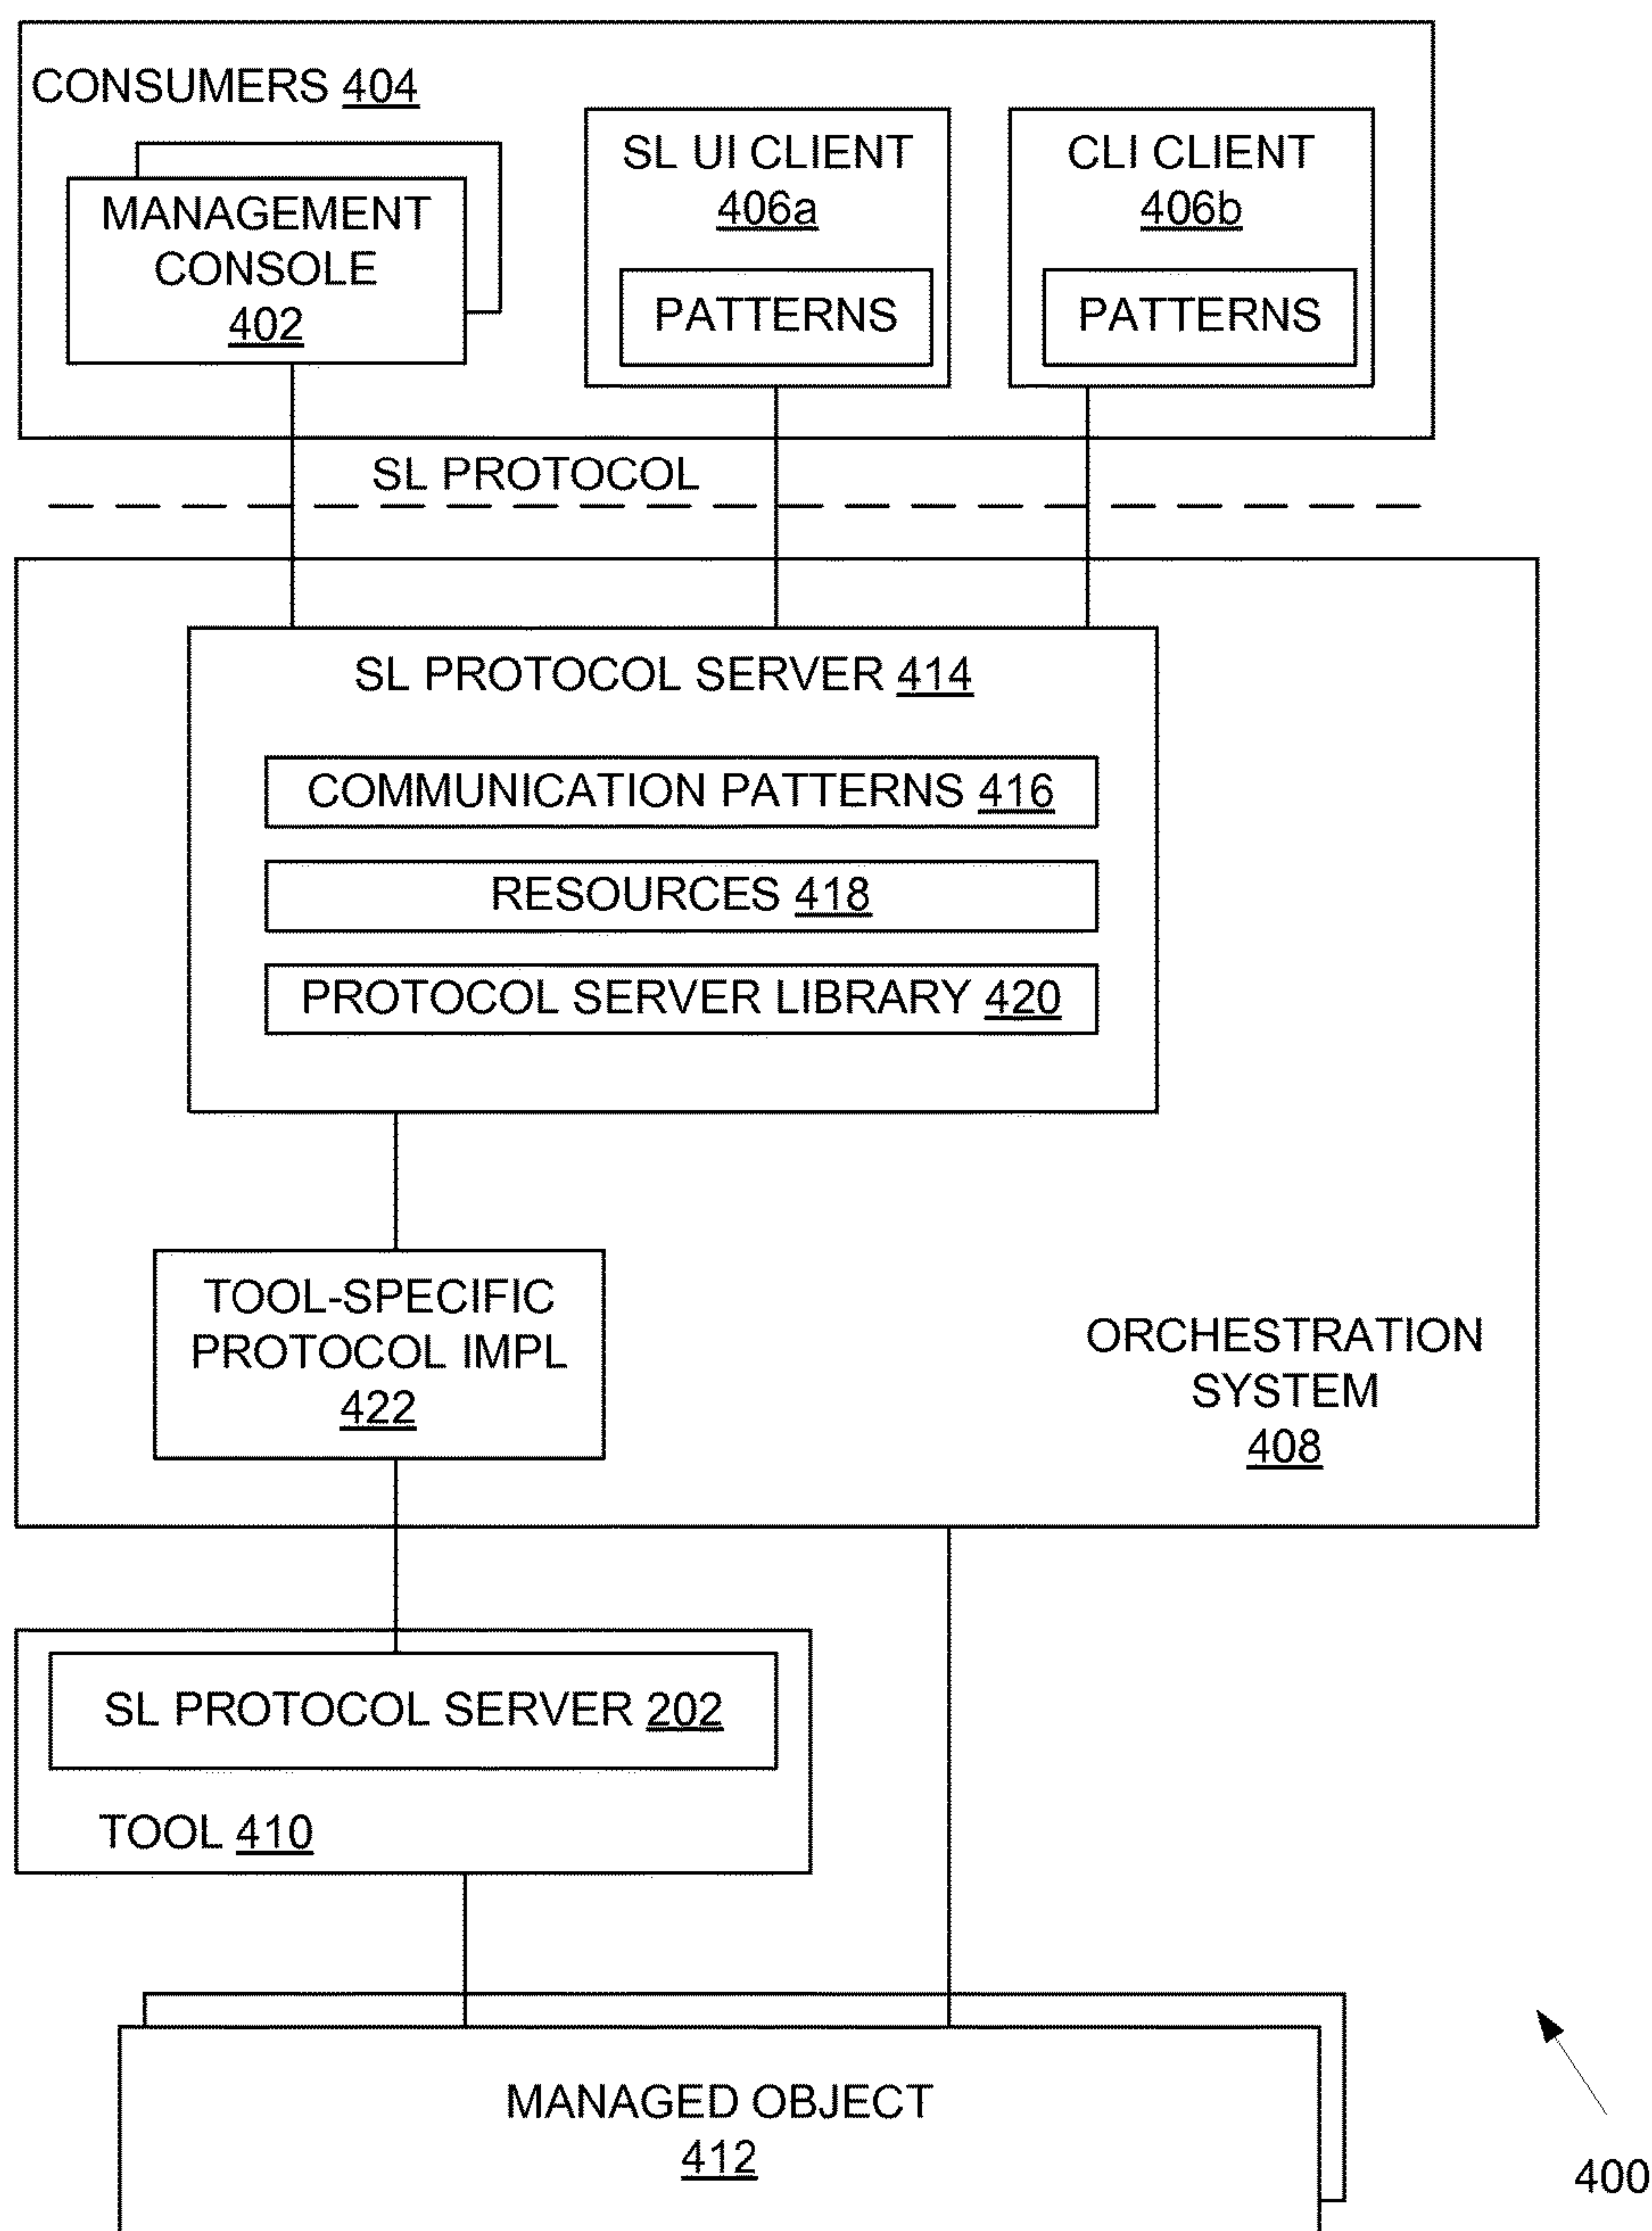 CONSUMERS 404
MANAGEMENT
CONSOLE
402
SL UI CLIENT
406a
PATTERNS
CLI CLIENT
406b
PATTERNS
SL PROTOCOL
SL PROTOCOL SERVER 414
COMMUNICATION PATTERNS 416
RESOURCES 418
PROTOCOL SERVER LIBRARY 420
TOOL-SPECIFIC
PROTOCOL IMPL
422
ORCHESTRATION
SYSTEM
408
SL PROTOCOL SERVER 202
TOOL 410
MANAGED OBJECT
412
400